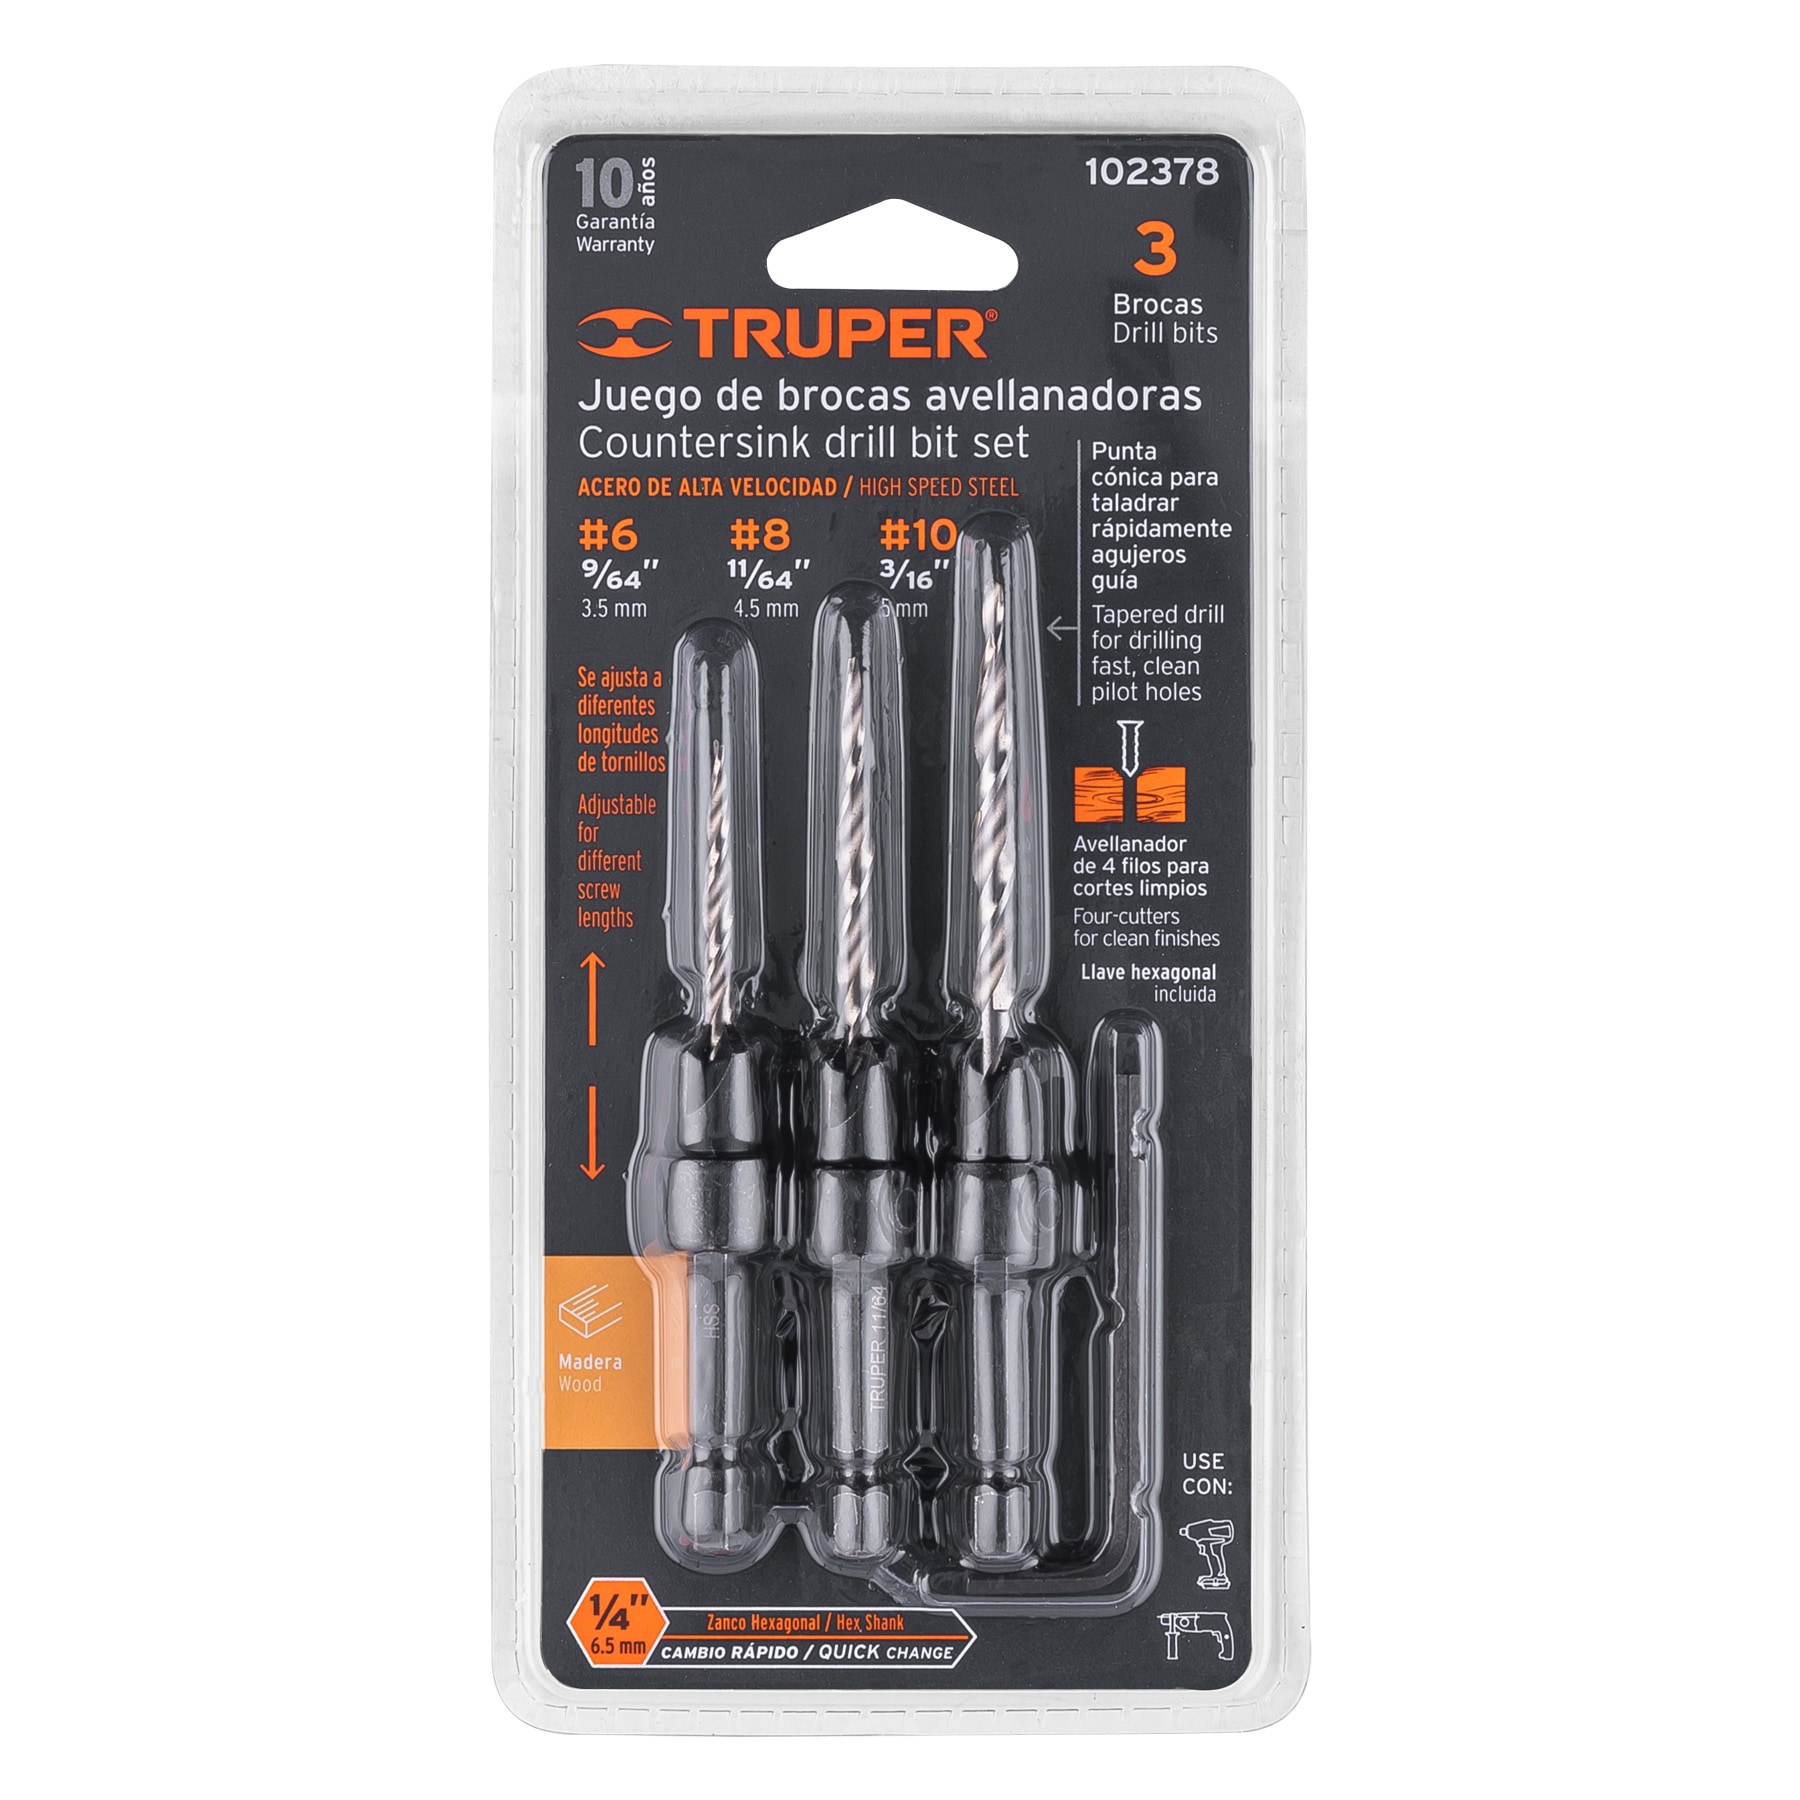 10 años
Garantía
Warranty
102378
3
Brocas
Drill bits
TRUPER®
Juego de brocas avellanadoras
Countersink drill bit set
ACERO DE ALTA VELOCIDAD / HIGH SPEED STEEL
#6 #8 #10
9/64" 11/64" 3/16"
3.5 mm 4.5 mm 5 mm
Punta
cónica para
taladrar
rápidamente
agujeros
guía
Tapered drill
for drilling
fast, clean
pilot holes
Se ajusta a
diferentes
longitudes
de tornillos
Adjustable
for
different
screw
lengths
Avellanador
de 4 filos para
cortes limpios
Four-cutters
for clean finishes
Llave hexagonal
incluida
HSS
TRUPER 11/64
Madera
Wood
USE
CON:
1/4"
6.5 mm
Zanco Hexagonal / Hex Shank
CAMBIO RÁPIDO / QUICK CHANGE